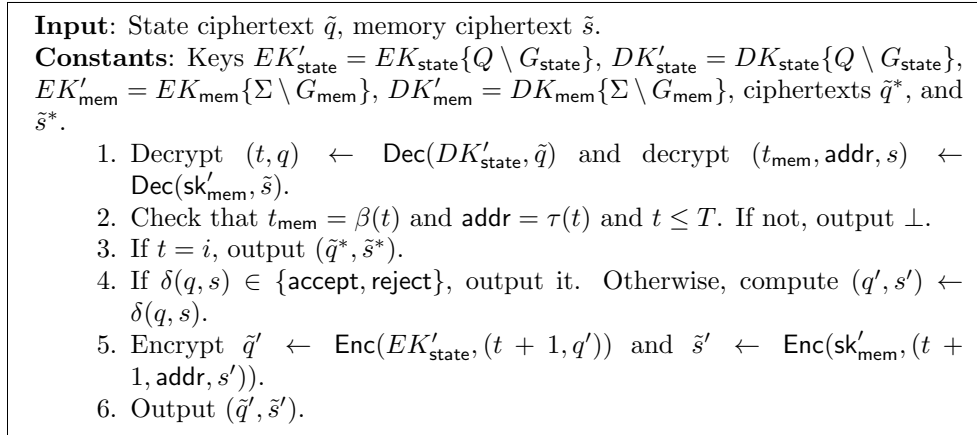 Input: State ciphertext q̃, memory ciphertext s̃.
Constants: Keys EK′_state = EK_state{Q \ G_state}, DK′_state = DK_state{Q \ G_state},
EK′_mem = EK_mem{Σ \ G_mem}, DK′_mem = DK_mem{Σ \ G_mem}, ciphertexts q̃*, and
s̃*.
1. Decrypt (t, q) ← Dec(DK′_state, q̃) and decrypt (t_mem, addr, s) ←
Dec(sk′_mem, s̃).
2. Check that t_mem = β(t) and addr = τ(t) and t ≤ T. If not, output ⊥.
3. If t = i, output (q̃*, s̃*).
4. If δ(q, s) ∈ {accept, reject}, output it. Otherwise, compute (q′, s′) ←
δ(q, s).
5. Encrypt q̃′ ← Enc(EK′_state, (t + 1, q′)) and s̃′ ← Enc(sk′_mem, (t +
1, addr, s′)).
6. Output (q̃′, s̃′).